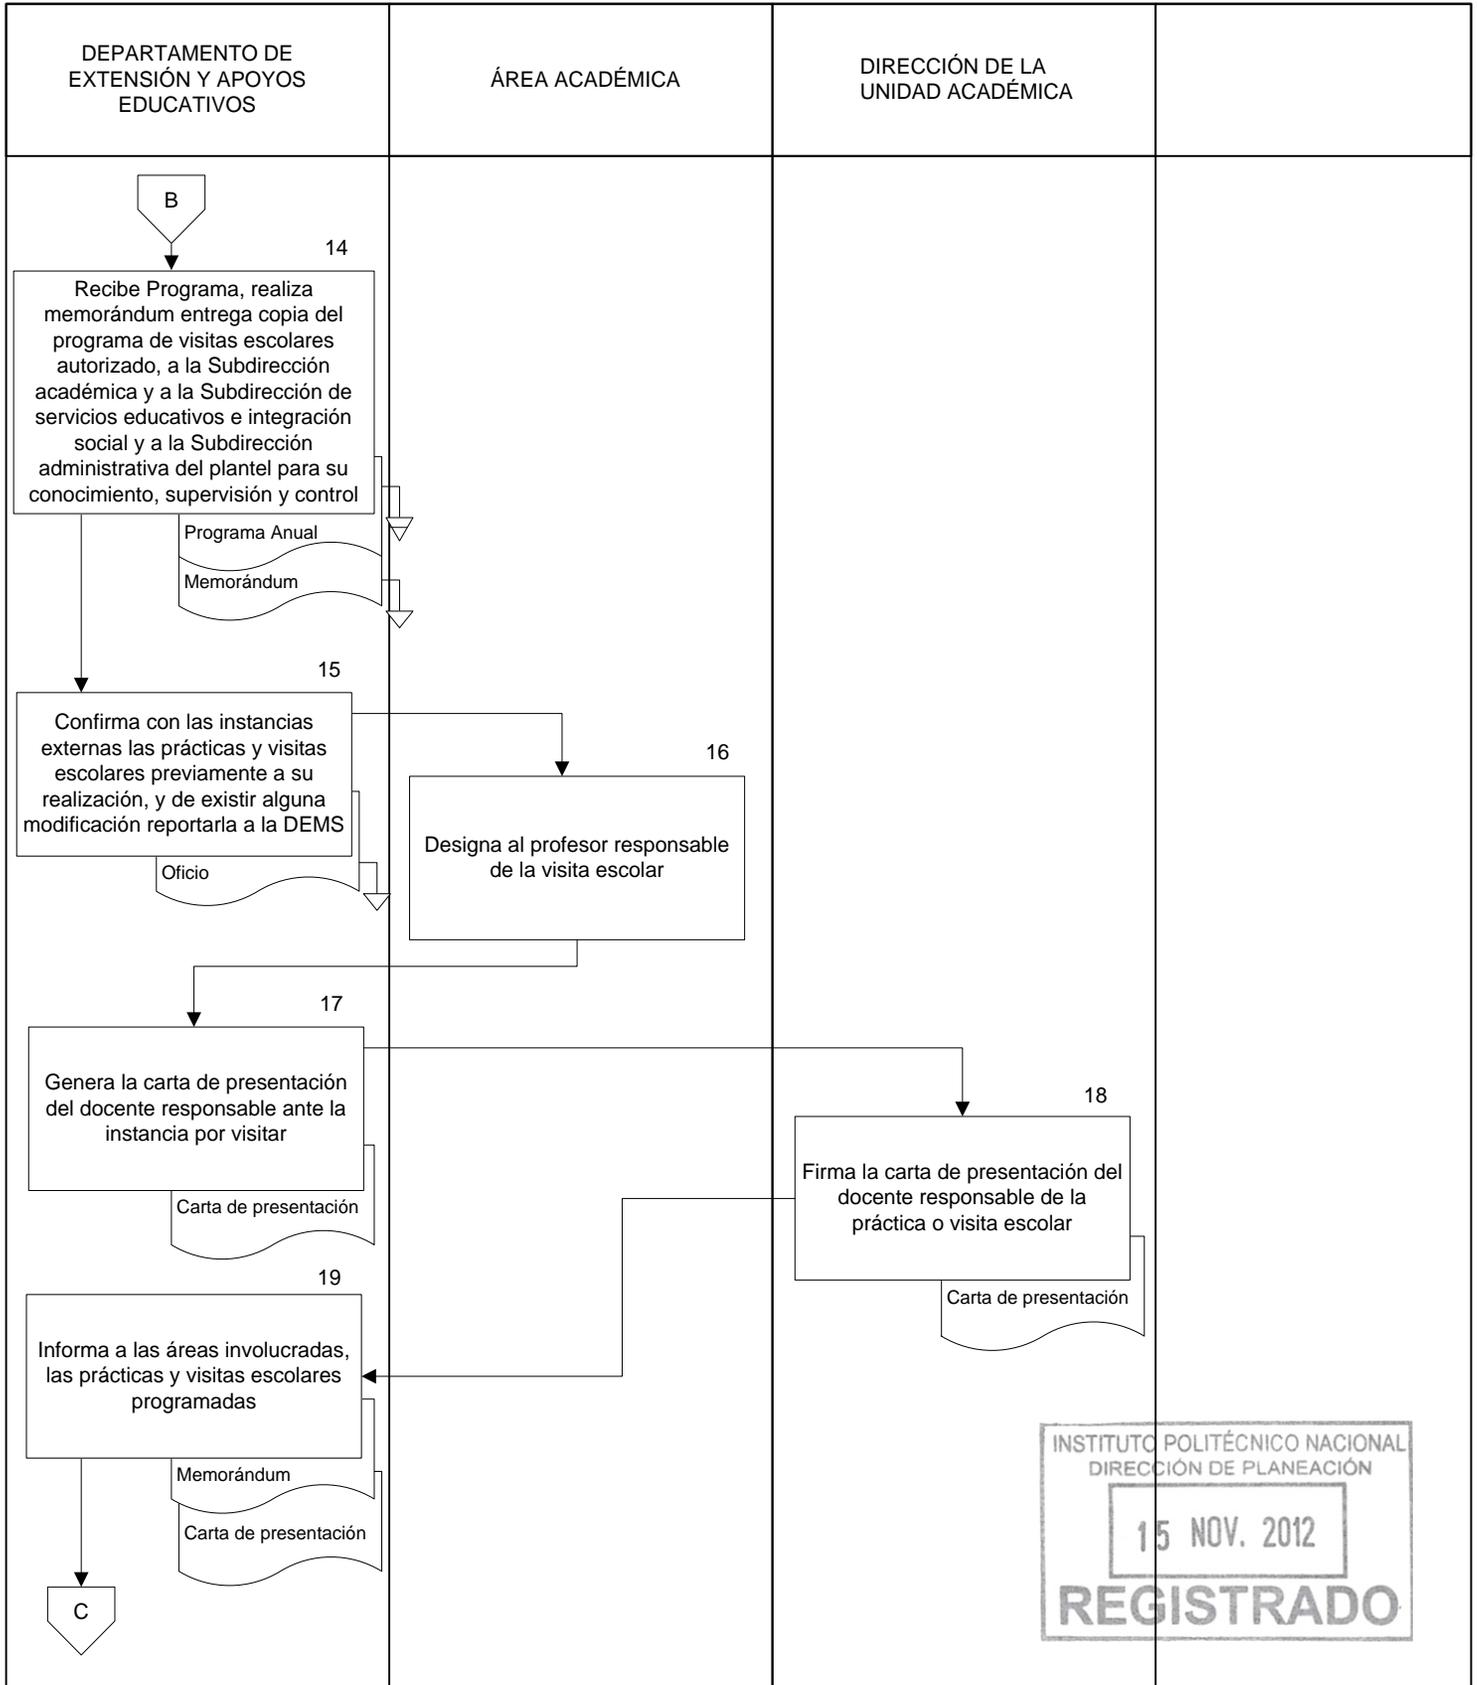 DEPARTAMENTO DE
EXTENSIÓN Y APOYOS
EDUCATIVOS
ÁREA ACADÉMICA
DIRECCIÓN DE LA
UNIDAD ACADÉMICA
B
14
Recibe Programa, realiza
memorándum entrega copia del
programa de visitas escolares
autorizado, a la Subdirección
académica y a la Subdirección de
servicios educativos e integración
social y a la Subdirección
administrativa del plantel para su
conocimiento, supervisión y control
Programa Anual
Memorándum
15
Confirma con las instancias
externas las prácticas y visitas
escolares previamente a su
realización, y de existir alguna
modificación reportarla a la DEMS
Oficio
16
Designa al profesor responsable
de la visita escolar
17
Genera la carta de presentación
del docente responsable ante la
instancia por visitar
Carta de presentación
18
Firma la carta de presentación del
docente responsable de la
práctica o visita escolar
Carta de presentación
19
Informa a las áreas involucradas,
las prácticas y visitas escolares
programadas
Memorándum
Carta de presentación
C
INSTITUTO POLITÉCNICO NACIONAL
DIRECCIÓN DE PLANEACIÓN
15 NOV. 2012
REGISTRADO